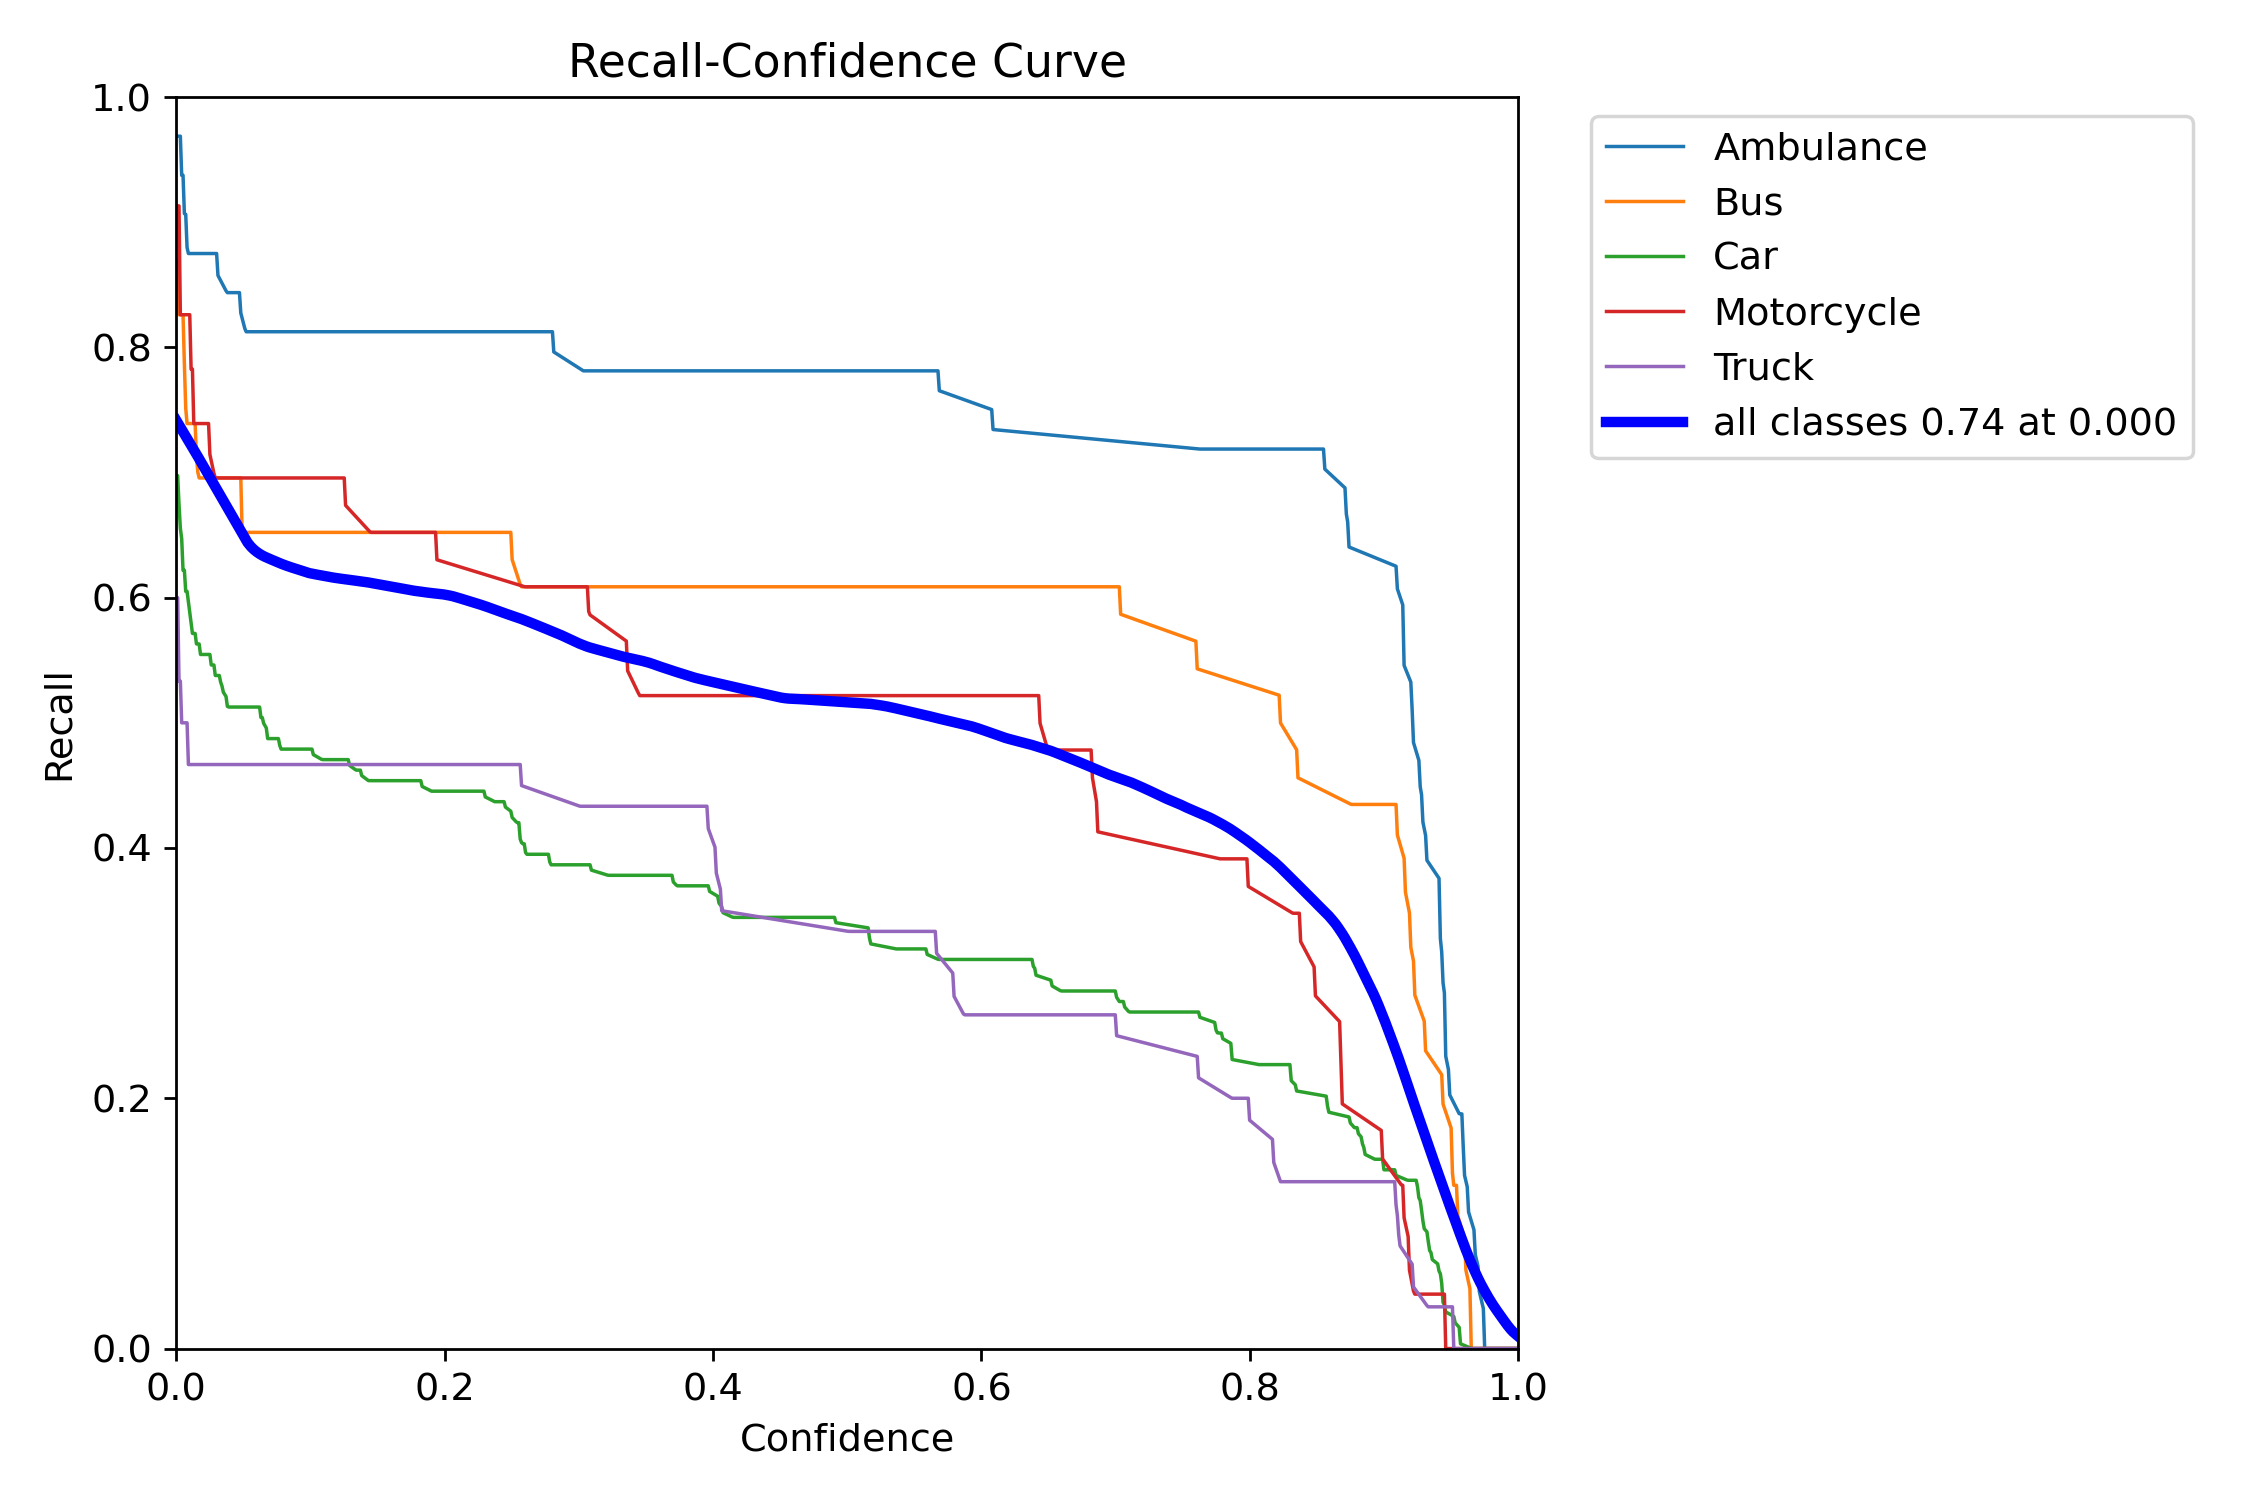 Recall-Confidence Curve
1.0
0.8
0.6
0.4
0.2
0.0
Recall
0.0 0.2 0.4 0.6 0.8 1.0
Confidence
Ambulance
Bus
Car
Motorcycle
Truck
all classes 0.74 at 0.000